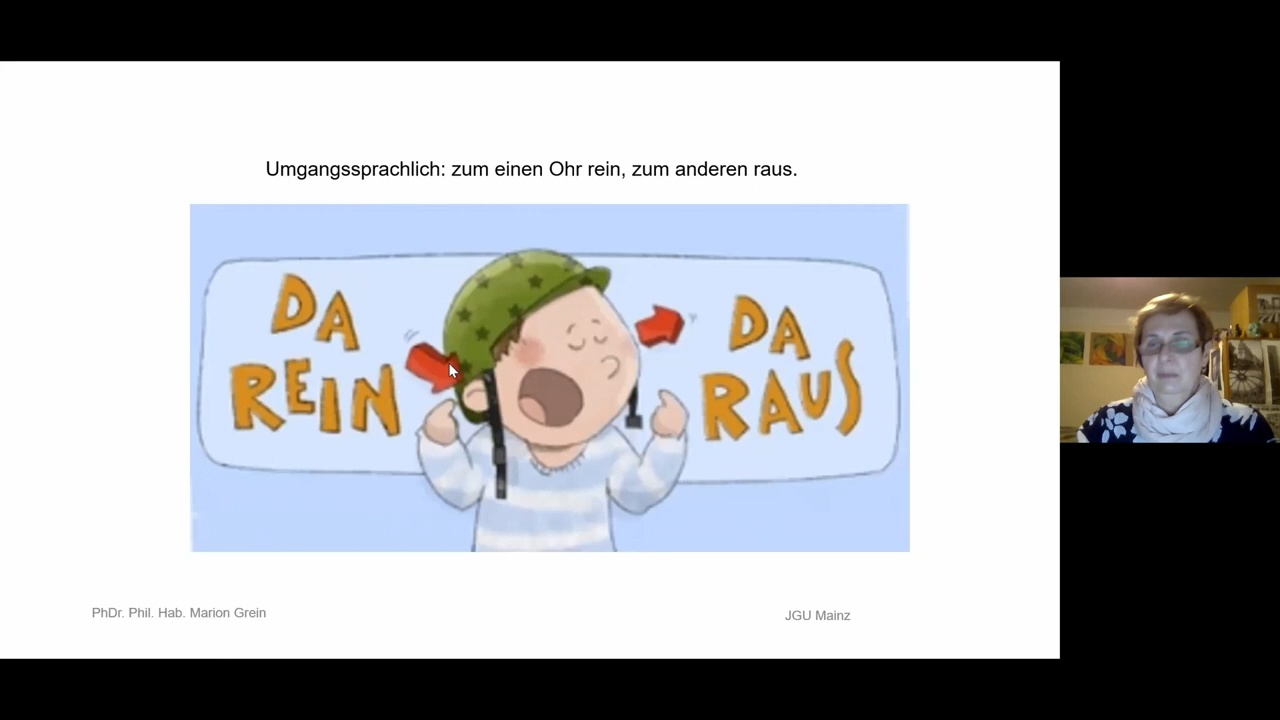 Umgangssprachlich: zum einen Ohr rein, zum anderen raus.
DA
REIN
DA
RAUS
PhDr. Phil. Hab. Marion Grein
JGU Mainz